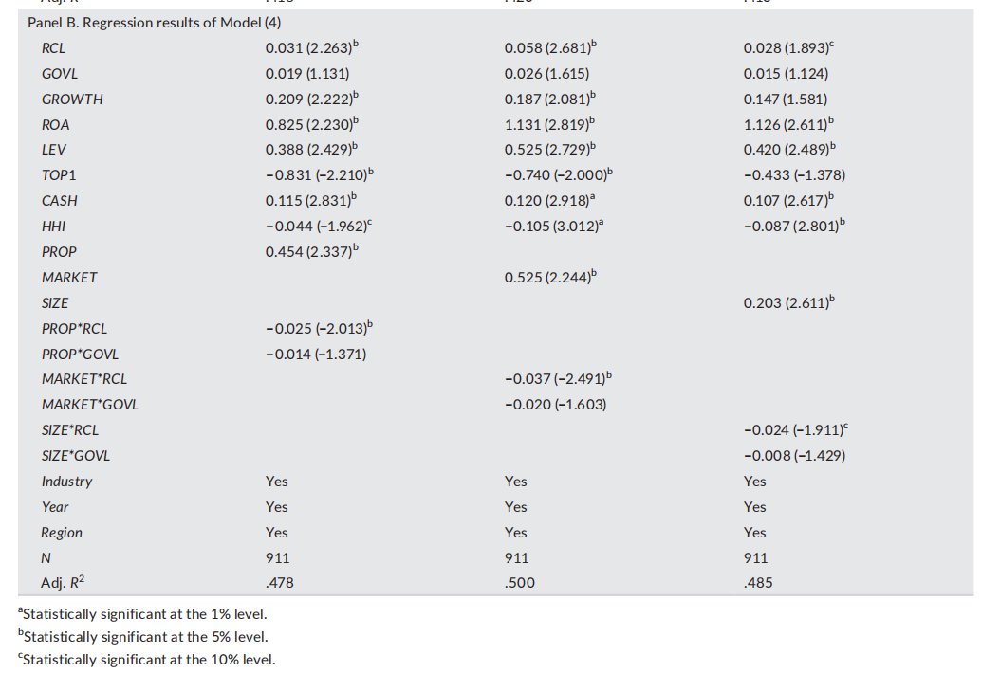 Panel B. Regression results of Model (4)
RCL 0.031 (2.263)b 0.058 (2.681)b 0.028 (1.893)c
GOVL 0.019 (1.131) 0.026 (1.615) 0.015 (1.124)
GROWTH 0.209 (2.222)b 0.187 (2.081)b 0.147 (1.581)
ROA 0.825 (2.230)b 1.131 (2.819)b 1.126 (2.611)b
LEV 0.388 (2.429)b 0.525 (2.729)b 0.420 (2.489)b
TOP1 −0.831 (−2.210)b −0.740 (−2.000)b −0.433 (−1.378)
CASH 0.115 (2.831)b 0.120 (2.918)a 0.107 (2.617)b
HHI −0.044 (−1.962)c −0.105 (3.012)a −0.087 (2.801)b
PROP 0.454 (2.337)b
MARKET 0.525 (2.244)b
SIZE 0.203 (2.611)b
PROP*RCL −0.025 (−2.013)b
PROP*GOVL −0.014 (−1.371)
MARKET*RCL −0.037 (−2.491)b
MARKET*GOVL −0.020 (−1.603)
SIZE*RCL −0.024 (−1.911)c
SIZE*GOVL −0.008 (−1.429)
Industry Yes Yes Yes
Year Yes Yes Yes
Region Yes Yes Yes
N 911 911 911
Adj. R2 .478 .500 .485
aStatistically significant at the 1% level.
bStatistically significant at the 5% level.
cStatistically significant at the 10% level.